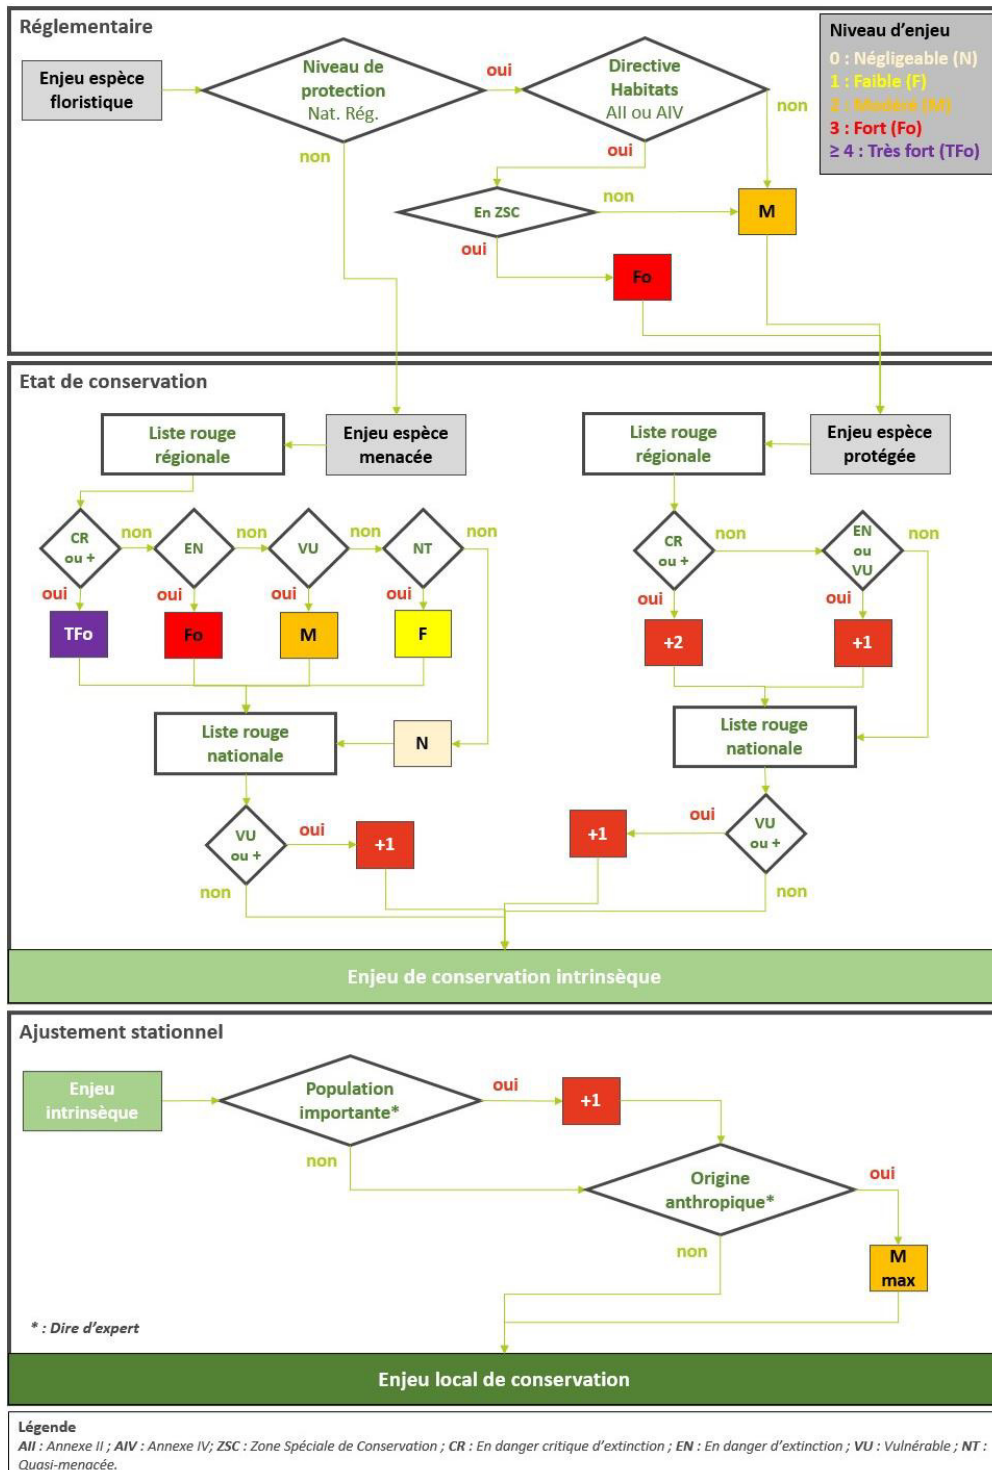 Réglementaire
Niveau d'enjeu
0 : Négligeable (N)
1 : Faible (F)
2 : Modéré (M)
3 : Fort (Fo)
≥ 4 : Très fort (TFo)
Enjeu espèce
floristique
Niveau de
protection
Nat. Rég.
oui
non
Directive
Habitats
AII ou AIV
non
oui
En ZSC
non
oui
M
Fo
Etat de conservation
Liste rouge
régionale
Enjeu espèce
menacée
Liste rouge
régionale
Enjeu espèce
protégée
CR
ou +
non
EN
non
VU
non
NT
non
oui
oui
oui
oui
TFo
Fo
M
F
CR
ou +
non
EN
ou
VU
non
oui
oui
+2
+1
Liste rouge
nationale
N
Liste rouge
nationale
VU
ou +
oui
+1
non
+1
oui
VU
ou +
non
Enjeu de conservation intrinsèque
Ajustement stationnel
Enjeu
intrinsèque
Population
importante*
oui
+1
non
Origine
anthropique*
oui
non
M
max
* : Dire d'expert
Enjeu local de conservation
Légende
AII : Annexe II ; AIV : Annexe IV; ZSC : Zone Spéciale de Conservation ; CR : En danger critique d'extinction ; EN : En danger d'extinction ; VU : Vulnérable ; NT :
Quasi-menacée.